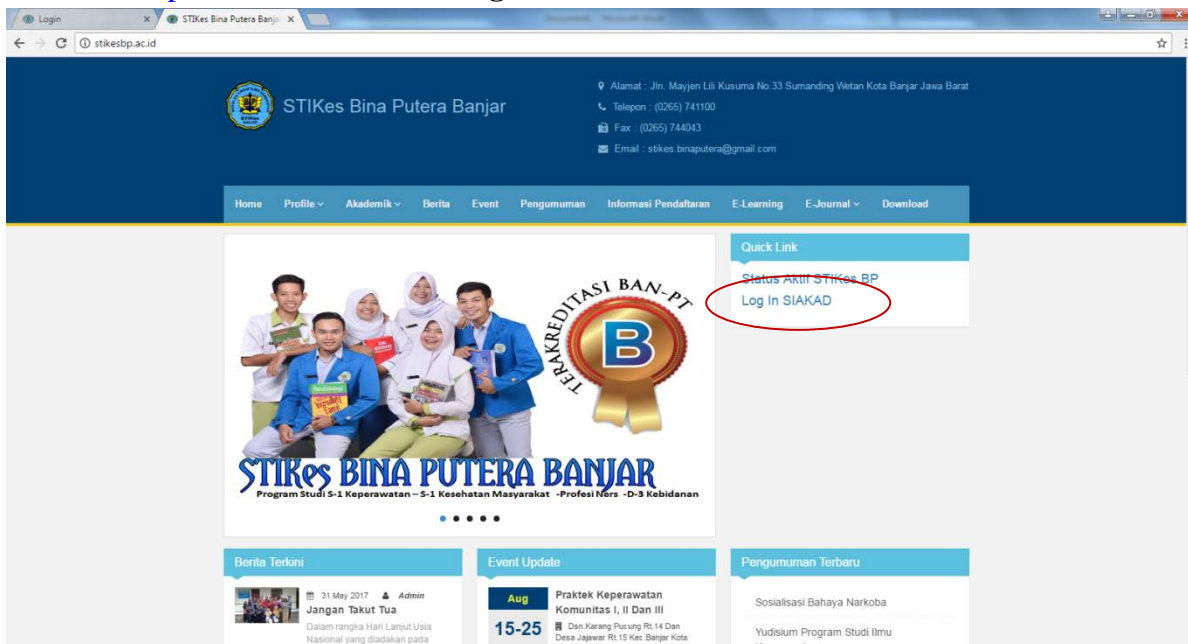 Login
STIKes Bina Putera Banja
stikesbp.ac.id
STIKes Bina Putera Banjar
Alamat : Jln. Mayjen Lili Kusuma No.33 Sumanding Wetan Kota Banjar Jawa Barat
Telepon : (0265) 741100
Fax : (0265) 744043
Email : stikes.binaputera@gmail.com
Home Profile Akademik Berita Event Pengumuman Informasi Pendaftaran E-Learning E-Journal Download
TERAKREDITASI BAN-PT
B
STIKes BINA PUTERA BANJAR
Program Studi S-1 Keperawatan – S-1 Kesehatan Masyarakat -Profesi Ners -D-3 Kebidanan
Quick Link
Status Aktif STIKes BP
Log In SIAKAD
Berita Terkini
31 May 2017 Admin
Jangan Takut Tua
Dalam rangka Hari Lanjut Usia
Nasional yang diadakan pada
Event Update
Aug
15-25
Praktek Keperawatan
Komunitas I, II Dan III
Dsn.Karang Pucung Rt.14 Dan
Desa Jajawar Rt.15 Kec.Banjar Kota
Pengumuman Terbaru
Sosialisasi Bahaya Narkoba
Yudisium Program Studi Ilmu